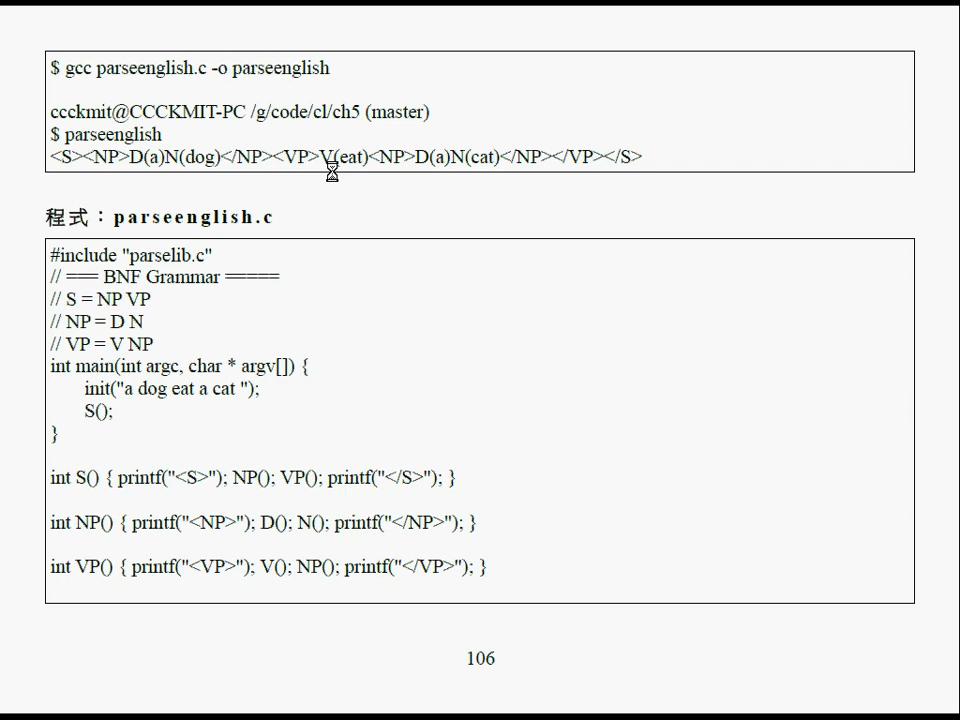 $ gcc parseenglish.c -o parseenglish
ccckmit@CCCKMIT-PC /g/code/cl/ch5 (master)
$ parseenglish
<S><NP>D(a)N(dog)</NP><VP>V(eat)<NP>D(a)N(cat)</NP></VP></S>
程式：parseenglish.c
#include "parselib.c"
// === BNF Grammar =====
// S = NP VP
// NP = D N
// VP = V NP
int main(int argc, char * argv[]) {
init("a dog eat a cat ");
S();
}
int S() { printf("<S>"); NP(); VP(); printf("</S>"); }
int NP() { printf("<NP>"); D(); N(); printf("</NP>"); }
int VP() { printf("<VP>"); V(); NP(); printf("</VP>"); }
106